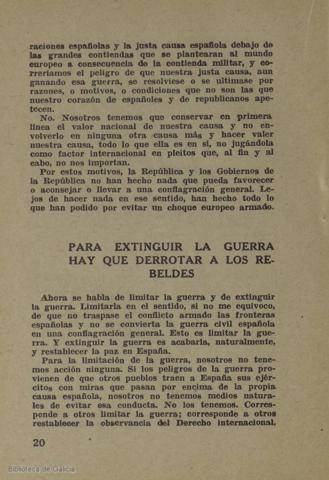 raciones españolas y la justa causa española debajo de
las grandes contiendas que se plantearan al mundo
europeo a consecuencia de la contienda militar, y co-
rreríamos el peligro de que nuestra justa causa, aun
ganando esa guerra, se resolviese o se ultimase por
razones, o motivos, o condiciones que no son las que
nuestro corazón de españoles y de republicanos ape-
tecen.
No. Nosotros tenemos que conservar en primera
línea el valor nacional de nuestra causa y no en-
volverlo en ninguna otra causa más y hacer valer
nuestra causa, todo lo que ella es en sí, no jugándola
como factor internacional en pleitos que, al fin y al
cabo, no nos importan.
Por estos motivos, la República y los Gobiernos de
la República no han hecho nada que pueda favorecer
o aconsejar o llevar a una conflagración general. Le-
jos de hacer nada en ese sentido, han hecho todo lo
que han podido por evitar un choque europeo armado.
PARA EXTINGUIR LA GUERRA
HAY QUE DERROTAR A LOS RE-
BELDES
Ahora se habla de limitar la guerra y de extinguir
la guerra. Limitarla en el sentido, si no me equivoco,
de que no traspase el conflicto armado las fronteras
españolas y no se convierta la guerra civil española
en una conflagración general. Esto es limitar la gue-
rra. Y extinguir la guerra es acabarla, naturalmente,
y restablecer la paz en España.
Para la limitación de la guerra, nosotros no tene-
mos acción ninguna. Si los peligros de la guerra pro-
vienen de que otros pueblos traen a España sus ejér-
citos con miras que pasan por encima de la propia
causa española, nosotros no tenemos medios natura-
les de evitar esa conducta. No los tenemos. Corres-
ponde a otros limitar la guerra; corresponde a otros
restablecer la observancia del Derecho internacional,
20
Biblioteca de Galicia